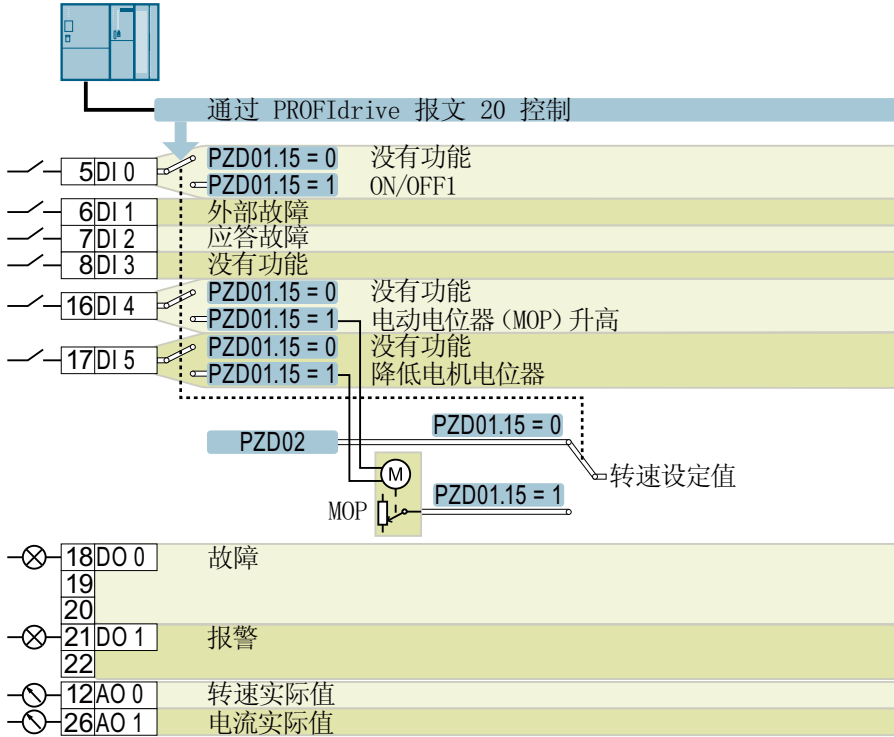 通过 PROFIdrive 报文 20 控制
5 DI 0 PZD01.15 = 0 没有功能
PZD01.15 = 1 ON/OFF1
6 DI 1 外部故障
7 DI 2 应答故障
8 DI 3 没有功能
16 DI 4 PZD01.15 = 0 没有功能
PZD01.15 = 1 电动电位器 (MOP) 升高
17 DI 5 PZD01.15 = 0 没有功能
PZD01.15 = 1 降低电机电位器
PZD01.15 = 0
PZD02
M 转速设定值
PZD01.15 = 1
MOP
18 DO 0 故障
19
20
21 DO 1 报警
22
12 AO 0 转速实际值
26 AO 1 电流实际值